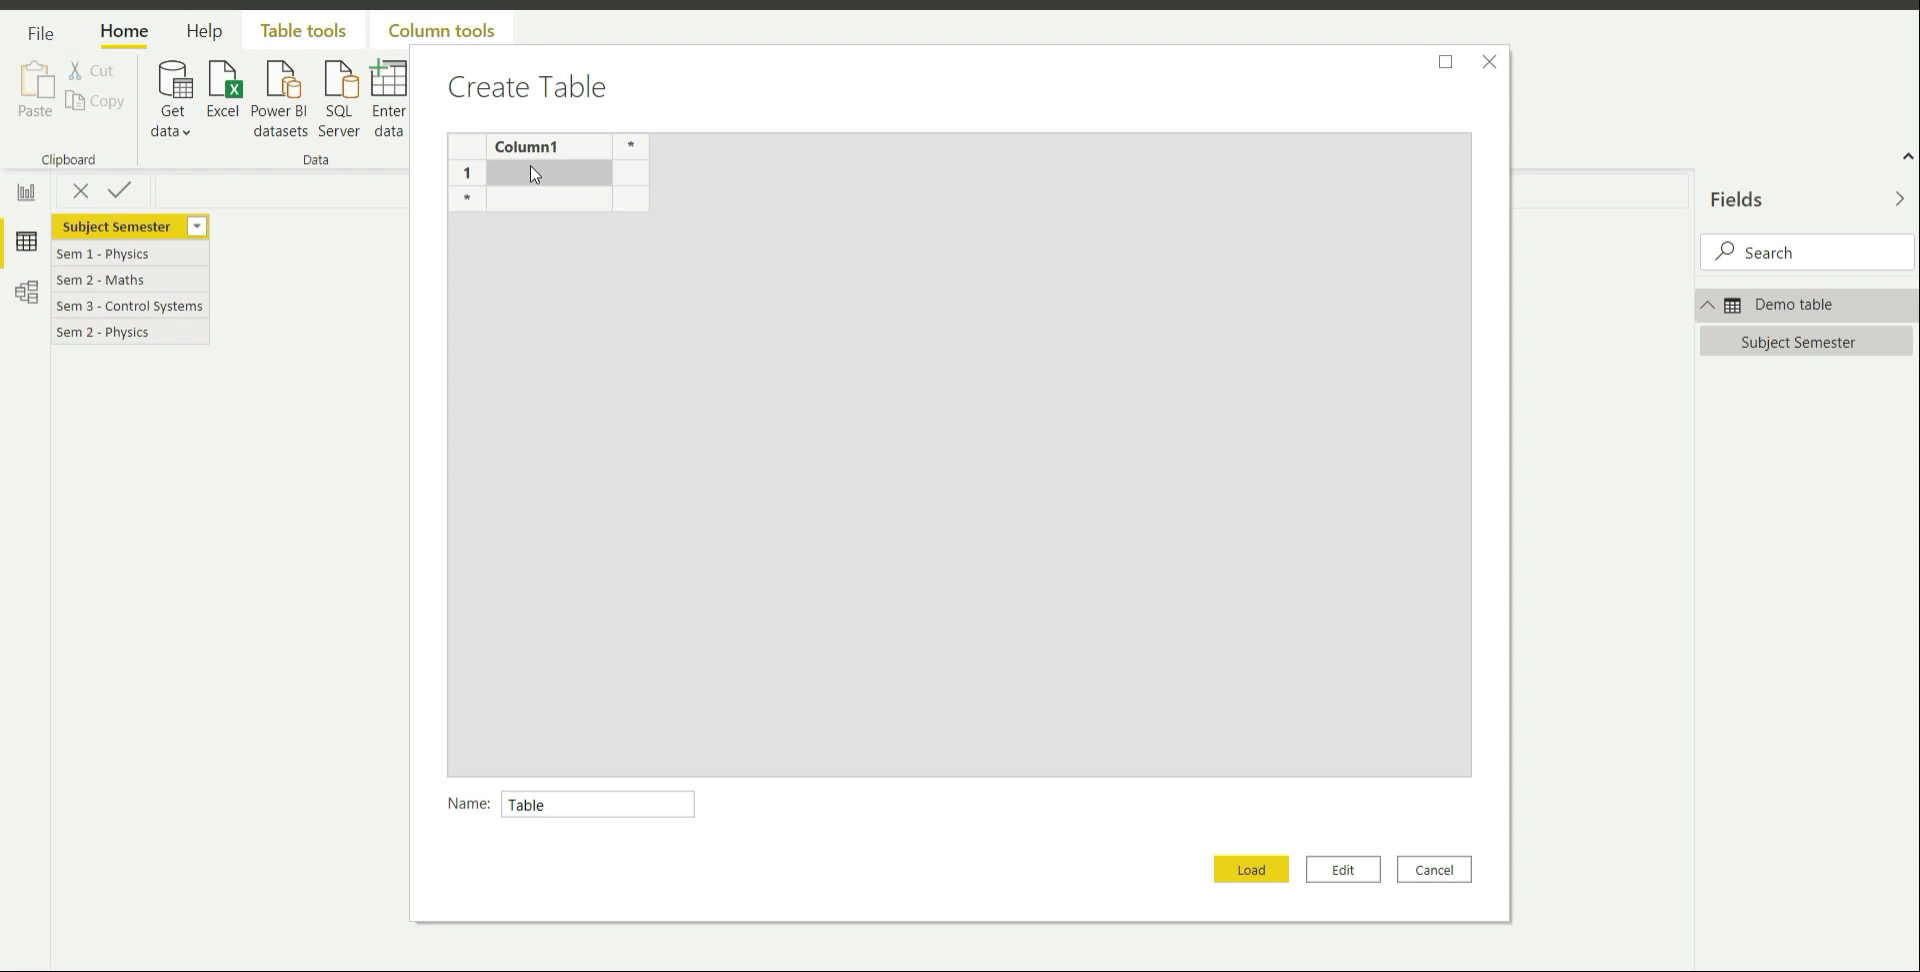 File Home Help Table tools Column tools
Paste
Cut
Copy
Clipboard
Get data
Excel
Power BI datasets
SQL Server
Enter data
Data
Create Table
Column1 *
1
*
Name: Table
Load Edit Cancel
Subject Semester
Sem 1 - Physics
Sem 2 - Maths
Sem 3 - Control Systems
Sem 2 - Physics
Fields
Search
Demo table
Subject Semester